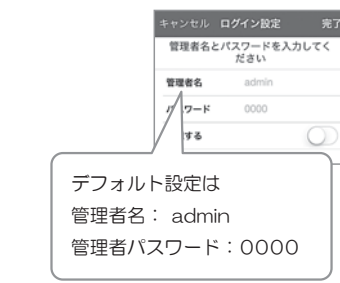 キャンセル ログイン設定 完了
管理者名とパスワードを入力してく
ださい
管理者名 admin
パスワード 0000
する
デフォルト設定は
管理者名： admin
管理者パスワード：0000